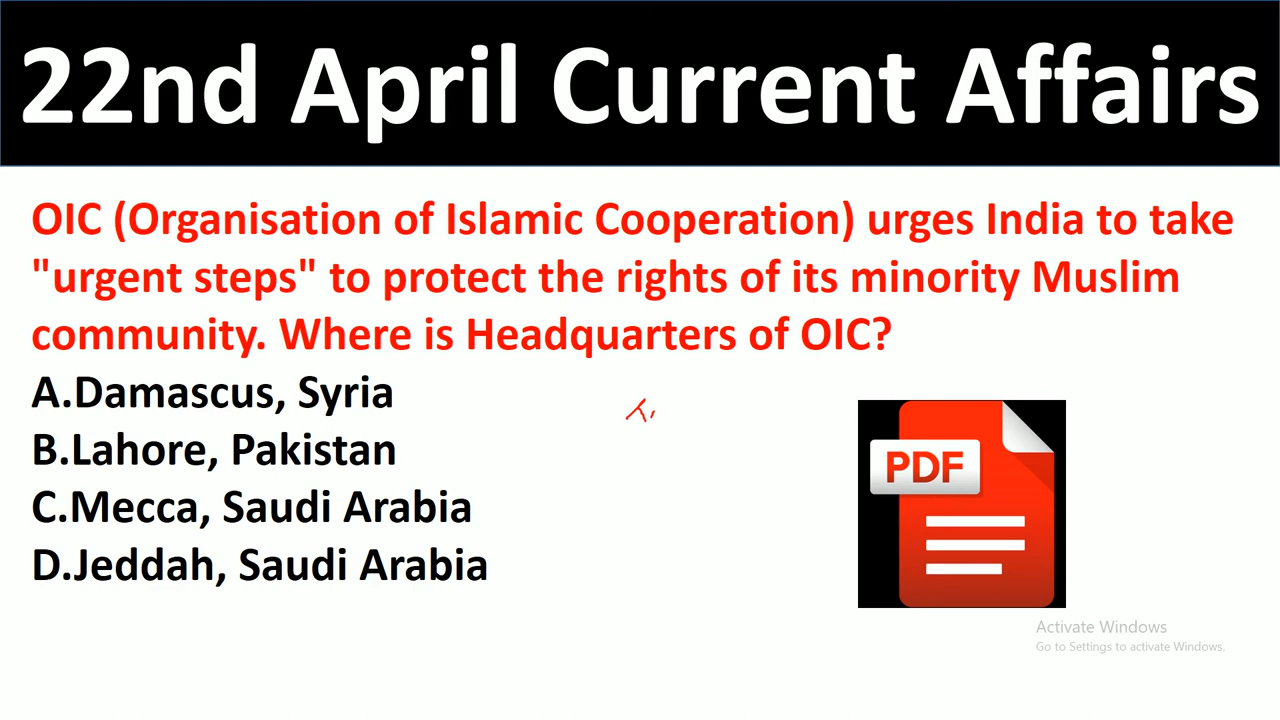 22nd April Current Affairs
OIC (Organisation of Islamic Cooperation) urges India to take
"urgent steps" to protect the rights of its minority Muslim
community. Where is Headquarters of OIC?
A.Damascus, Syria
B.Lahore, Pakistan
C.Mecca, Saudi Arabia
D.Jeddah, Saudi Arabia
PDF
Activate Windows
Go to Settings to activate Windows.